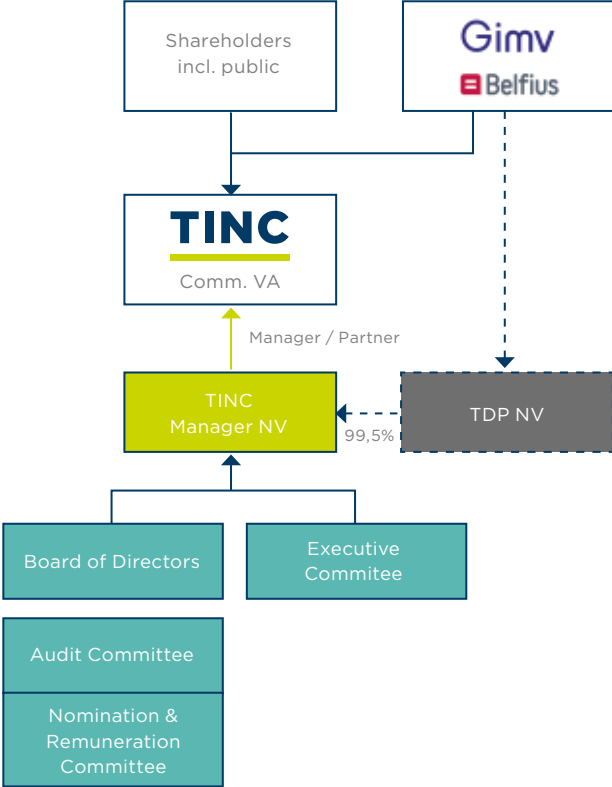 Shareholders
incl. public
Gimv
Belfius
TINC
Comm. VA
Manager / Partner
TINC
Manager NV
99,5%
TDP NV
Board of Directors
Executive
Commitee
Audit Committee
Nomination &
Remuneration
Committee